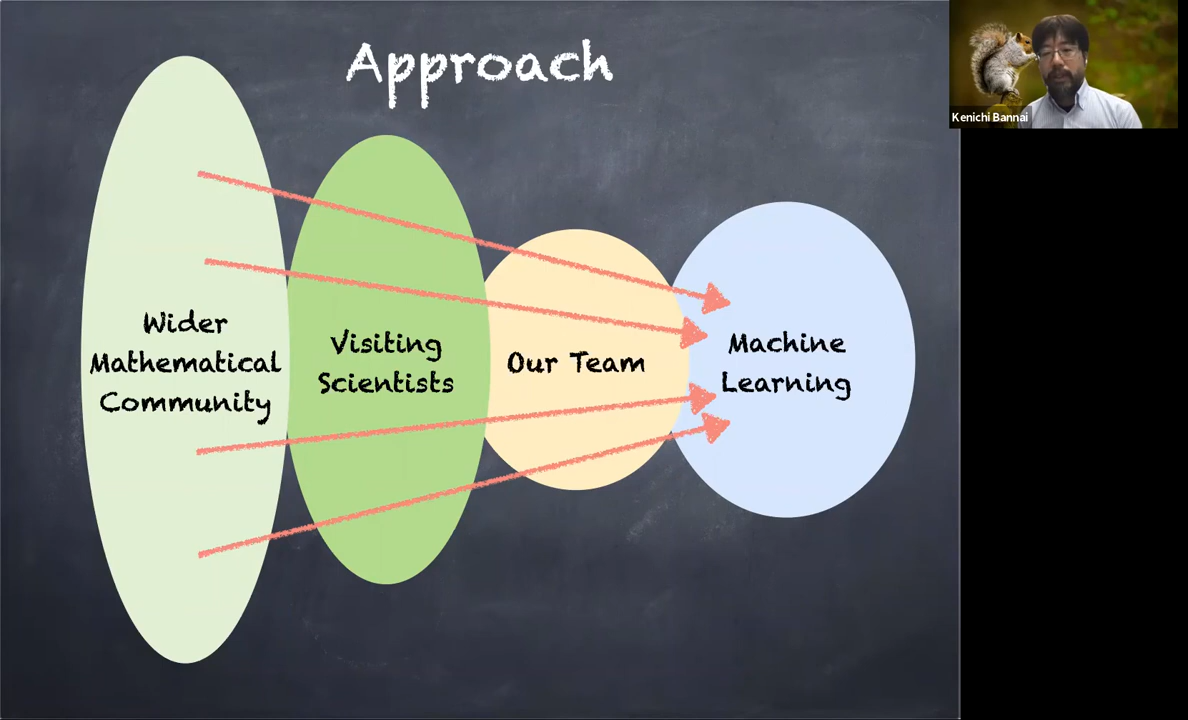 Approach
Kenichi Bannai
Wider
Mathematical
Community
Visiting
Scientists
Our Team
Machine
Learning